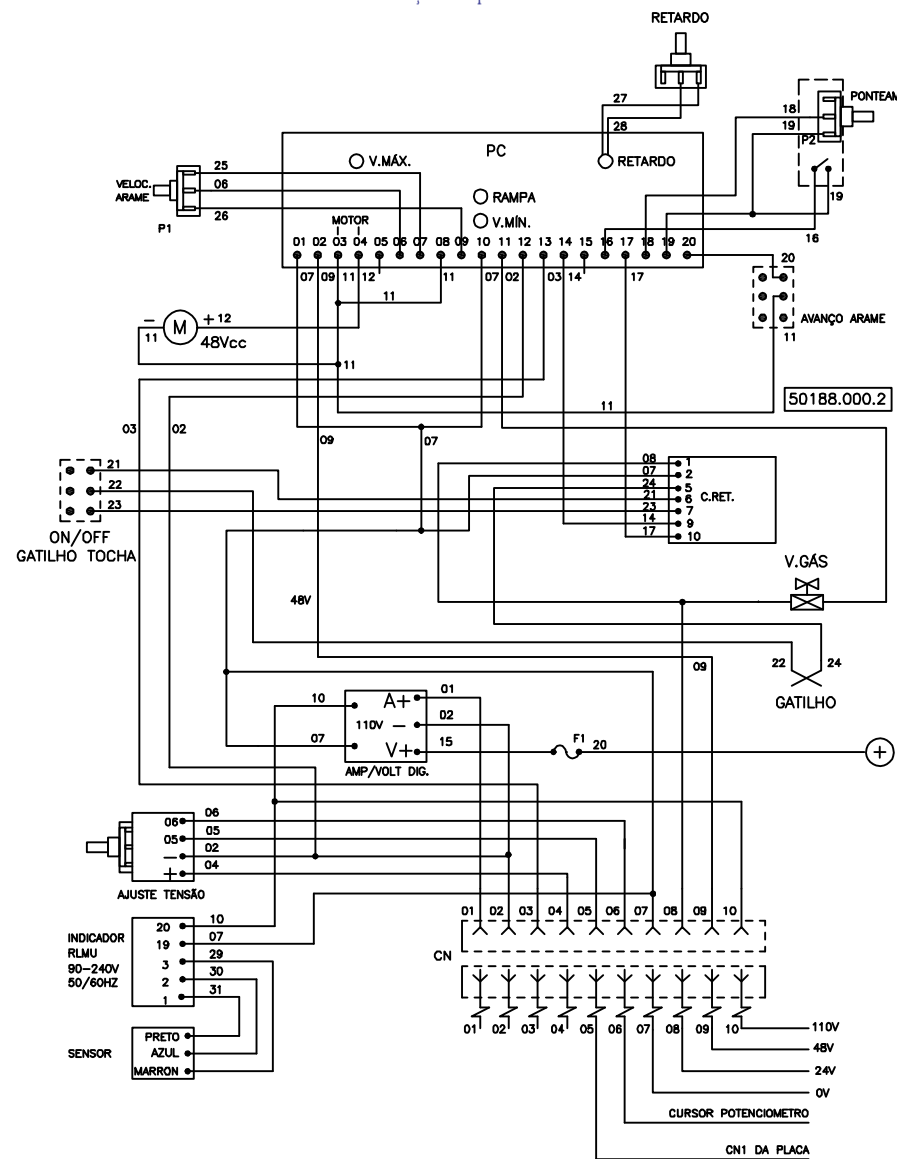 RETARDO
27
28
18
19
P2
19
16
PC
V.MÁX.
RETARDO
RAMPA
V.MÍN.
25
06
26
VELOC.
ARAME
P1
MOTOR
01 02 03 04 05 06 07 08 09 10 11 12 13 14 15 16 17 18 19 20
07 09 11 12 11 07 02 03 14 17
20
AVANÇO ARAME
11
11
- M + 12
11 48Vcc
11
11
50188.000.2
03 02 09 07
21
22
23
ON/OFF
GATILHO TOCHA
08 1
07 2
24 5
21 6
23 7
14 9
17 10
C.RET.
V.GÁS
48V
09
22 24
GATILHO
10 A+ 01
110V - 02
07 V+ 15
AMP/VOLT DIG.
F1 20 +
06 06
05 05
- 02
+ 04
AJUSTE TENSÃO
INDICADOR
RLMU
90-240V
50/60HZ
20 10
19 07
3 29
2 30
1 31
SENSOR
PRETO
AZUL
MARRON
01 02 03 04 05 06 07 08 09 10
CN
01 02 03 04 05 06 07 08 09 10
110V
48V
24V
0V
CURSOR POTENCIOMETRO
CN1 DA PLACA